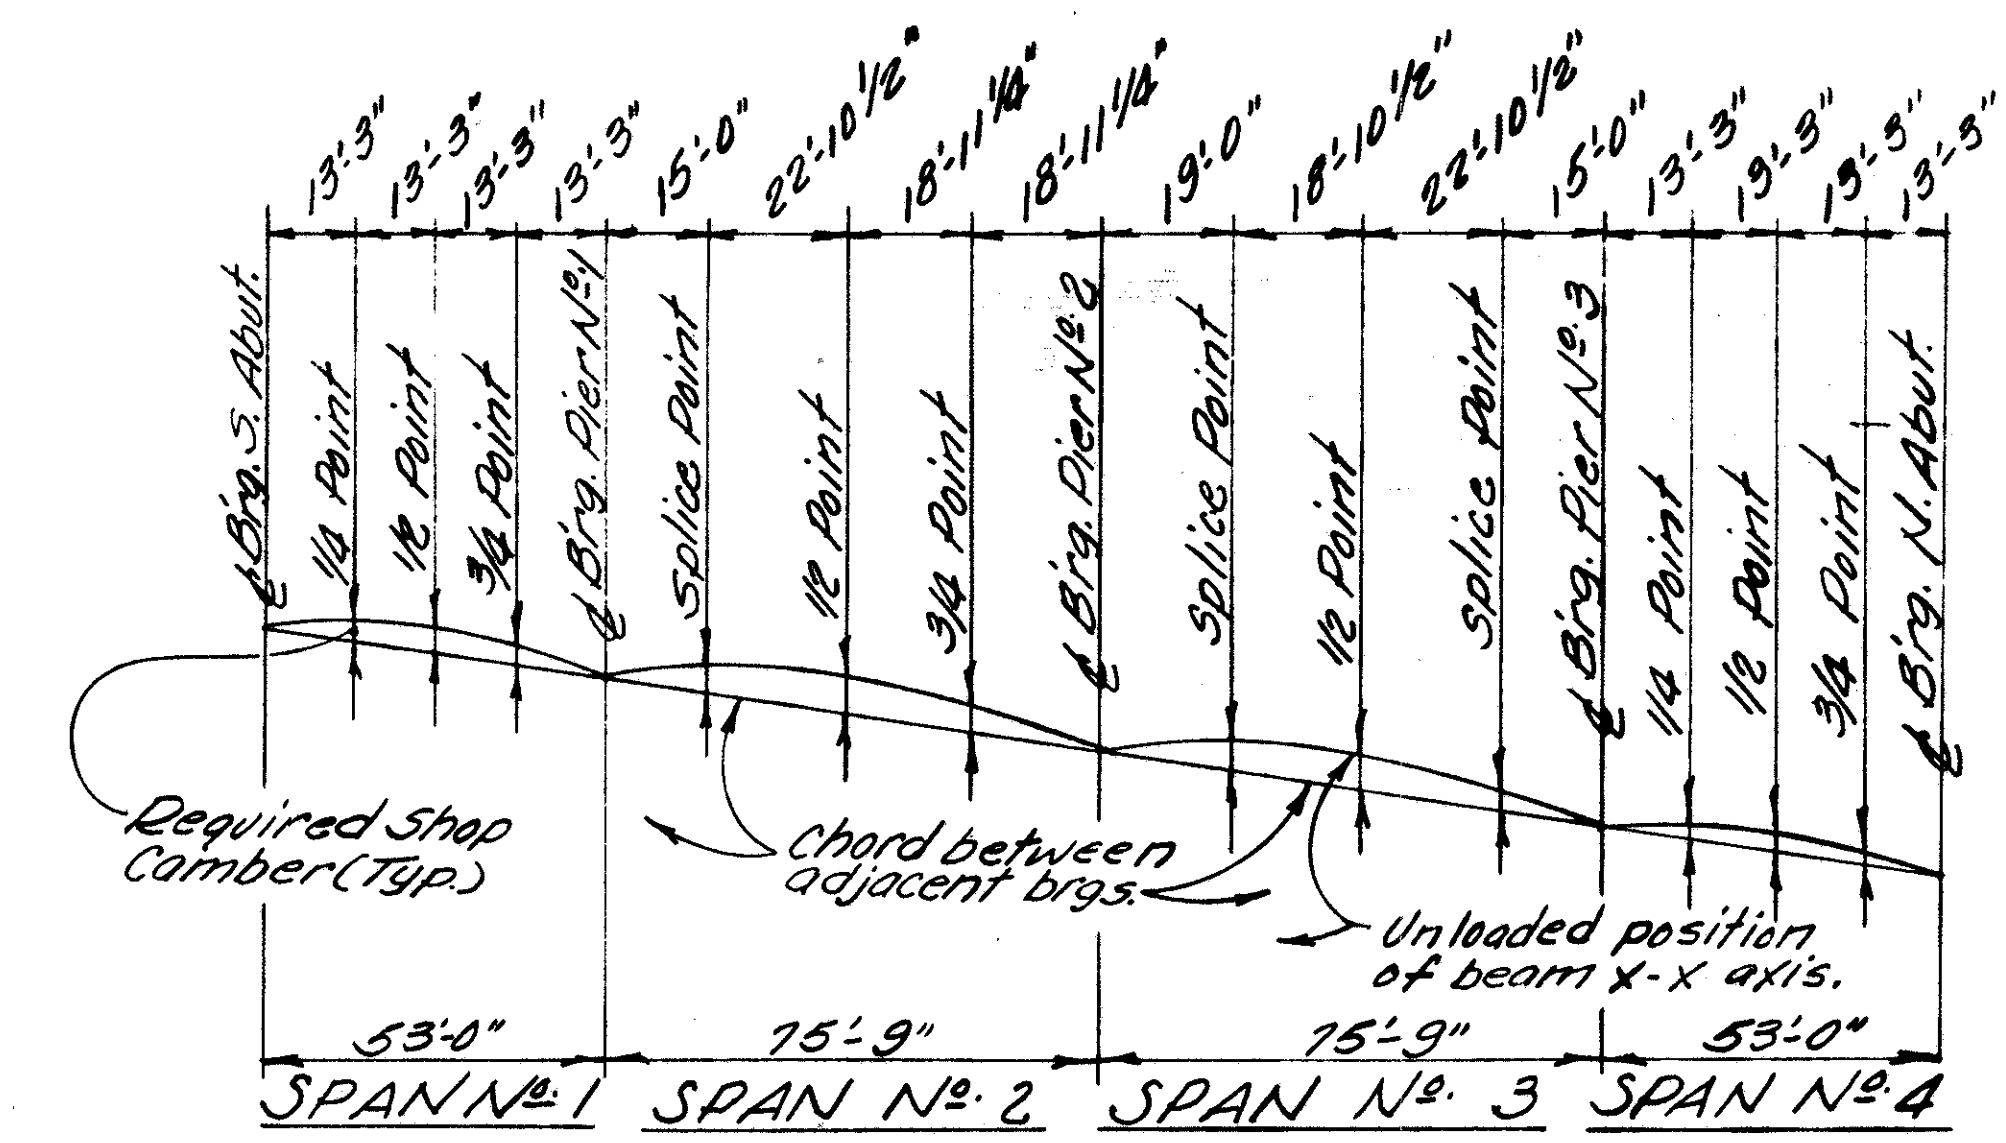 13'-3"
13'-3"
13'-3"
13'-3"
15'-0"
22'-10 1/2"
18'-11 1/4"
18'-11 1/4"
19'-0"
18'-10 1/2"
22'-10 1/2"
15'-0"
13'-3"
13'-3"
13'-3"
13'-3"
℄ Br'g. S. Abut.
1/4 Point
1/2 Point
3/4 Point
℄ Br'g. Pier Nº. 1
Splice Point
1/2 Point
3/4 Point
℄ Br'g. Pier Nº. 2
Splice Point
1/2 Point
Splice Point
℄ Br'g. Pier Nº. 3
1/4 Point
1/2 Point
3/4 Point
℄ Br'g. N. Abut.
Required Shop
Camber (Typ.)
Chord between
adjacent brgs.
Unloaded position
of beam x-x axis.
53'-0"
75'-9"
75'-9"
53'-0"
SPAN Nº. 1
SPAN Nº. 2
SPAN Nº. 3
SPAN Nº. 4